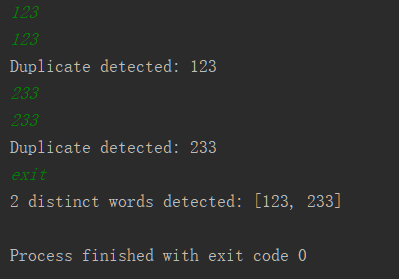 123
123
Duplicate detected: 123
233
233
Duplicate detected: 233
exit
2 distinct words detected: [123, 233]
Process finished with exit code 0